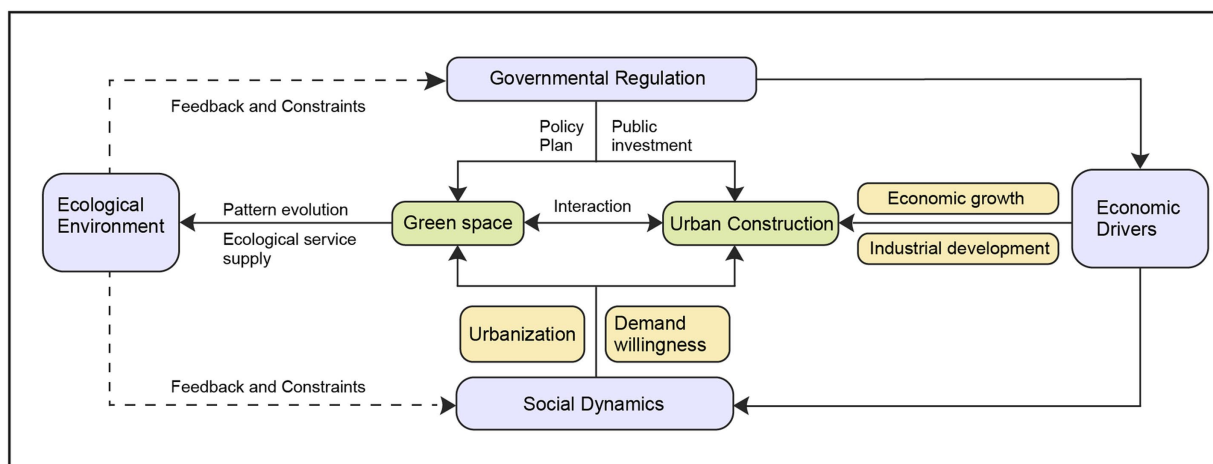 Governmental Regulation
Feedback and Constraints
Policy
Plan
Public
investment
Ecological
Environment
Pattern evolution
Ecological service
supply
Green space
Interaction
Urban Construction
Economic growth
Industrial development
Economic
Drivers
Urbanization
Demand
willingness
Feedback and Constraints
Social Dynamics